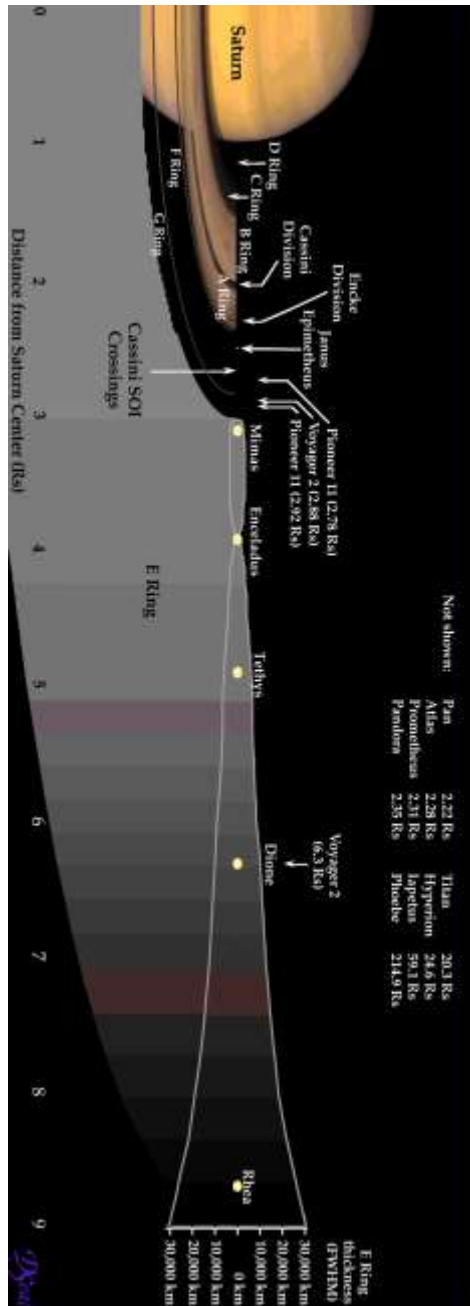 Not shown:
Pan 2.22 Rs Titan 20.3 Rs
Atlas 2.28 Rs Hyperion 24.6 Rs
Prometheus 2.31 Rs Iapetus 59.1 Rs
Pandora 2.35 Rs Phoebe 214.9 Rs
E Ring
thickness
(FWHM)
30,000 km
20,000 km
10,000 km
0 km
10,000 km
20,000 km
30,000 km
Saturn
D Ring
C Ring
B Ring
Cassini
Division
A Ring
Encke
Division
Janus
Epimetheus
Pioneer 11 (2.78 Rs)
Voyager 2 (2.88 Rs)
Pioneer 11 (2.92 Rs)
Voyager 2
(6.3 Rs)
Mimas
Enceladus
Tethys
Dione
Rhea
F Ring
G Ring
Cassini SOI
Crossings
E Ring
0 1 2 3 4 5 6 7 8 9
Distance from Saturn Center (Rs)